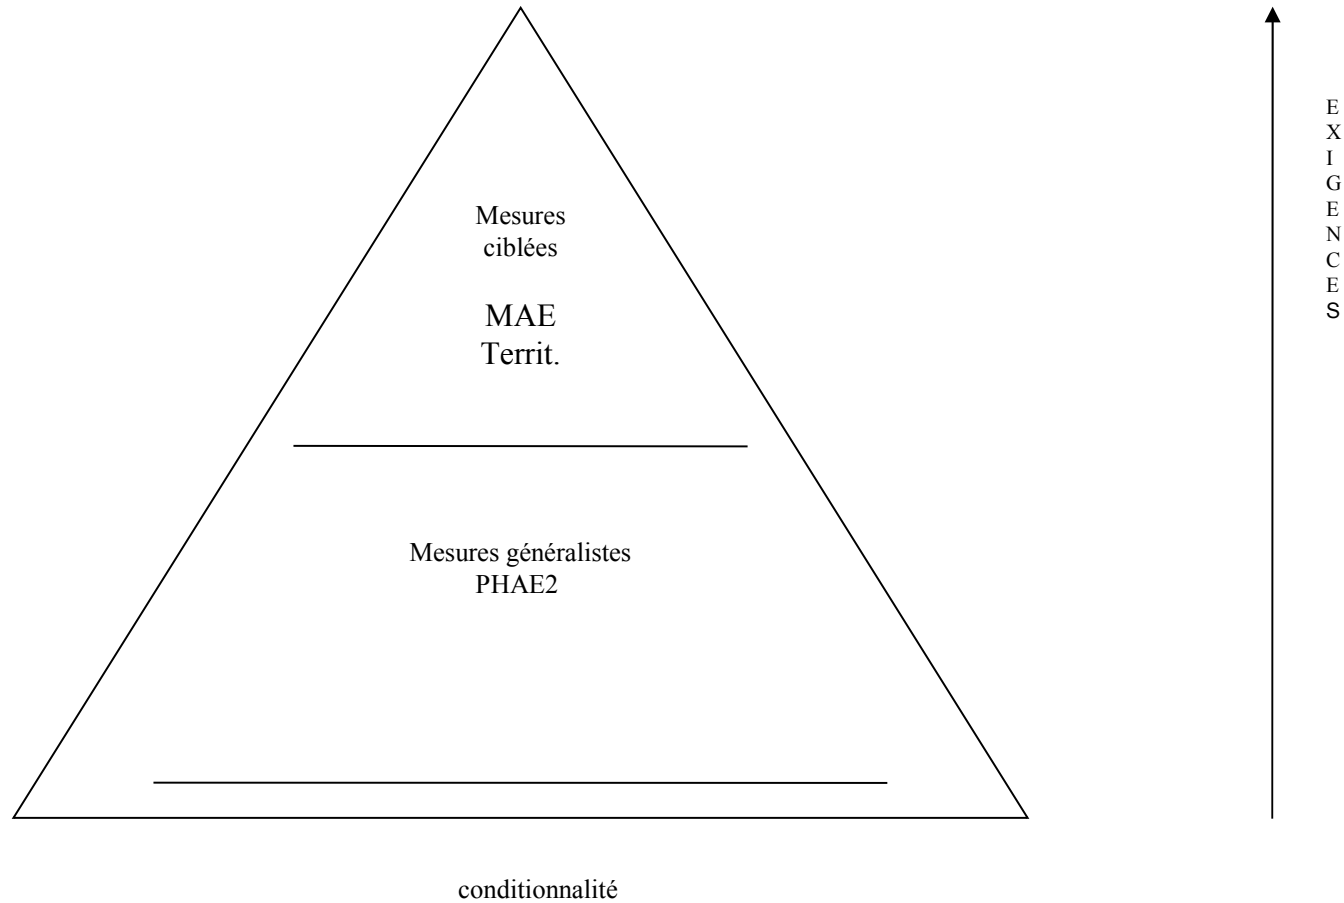 Mesures
ciblées
MAE
Territ.
Mesures généralistes
PHAE2
conditionnalité
E
X
I
G
E
N
C
E
S